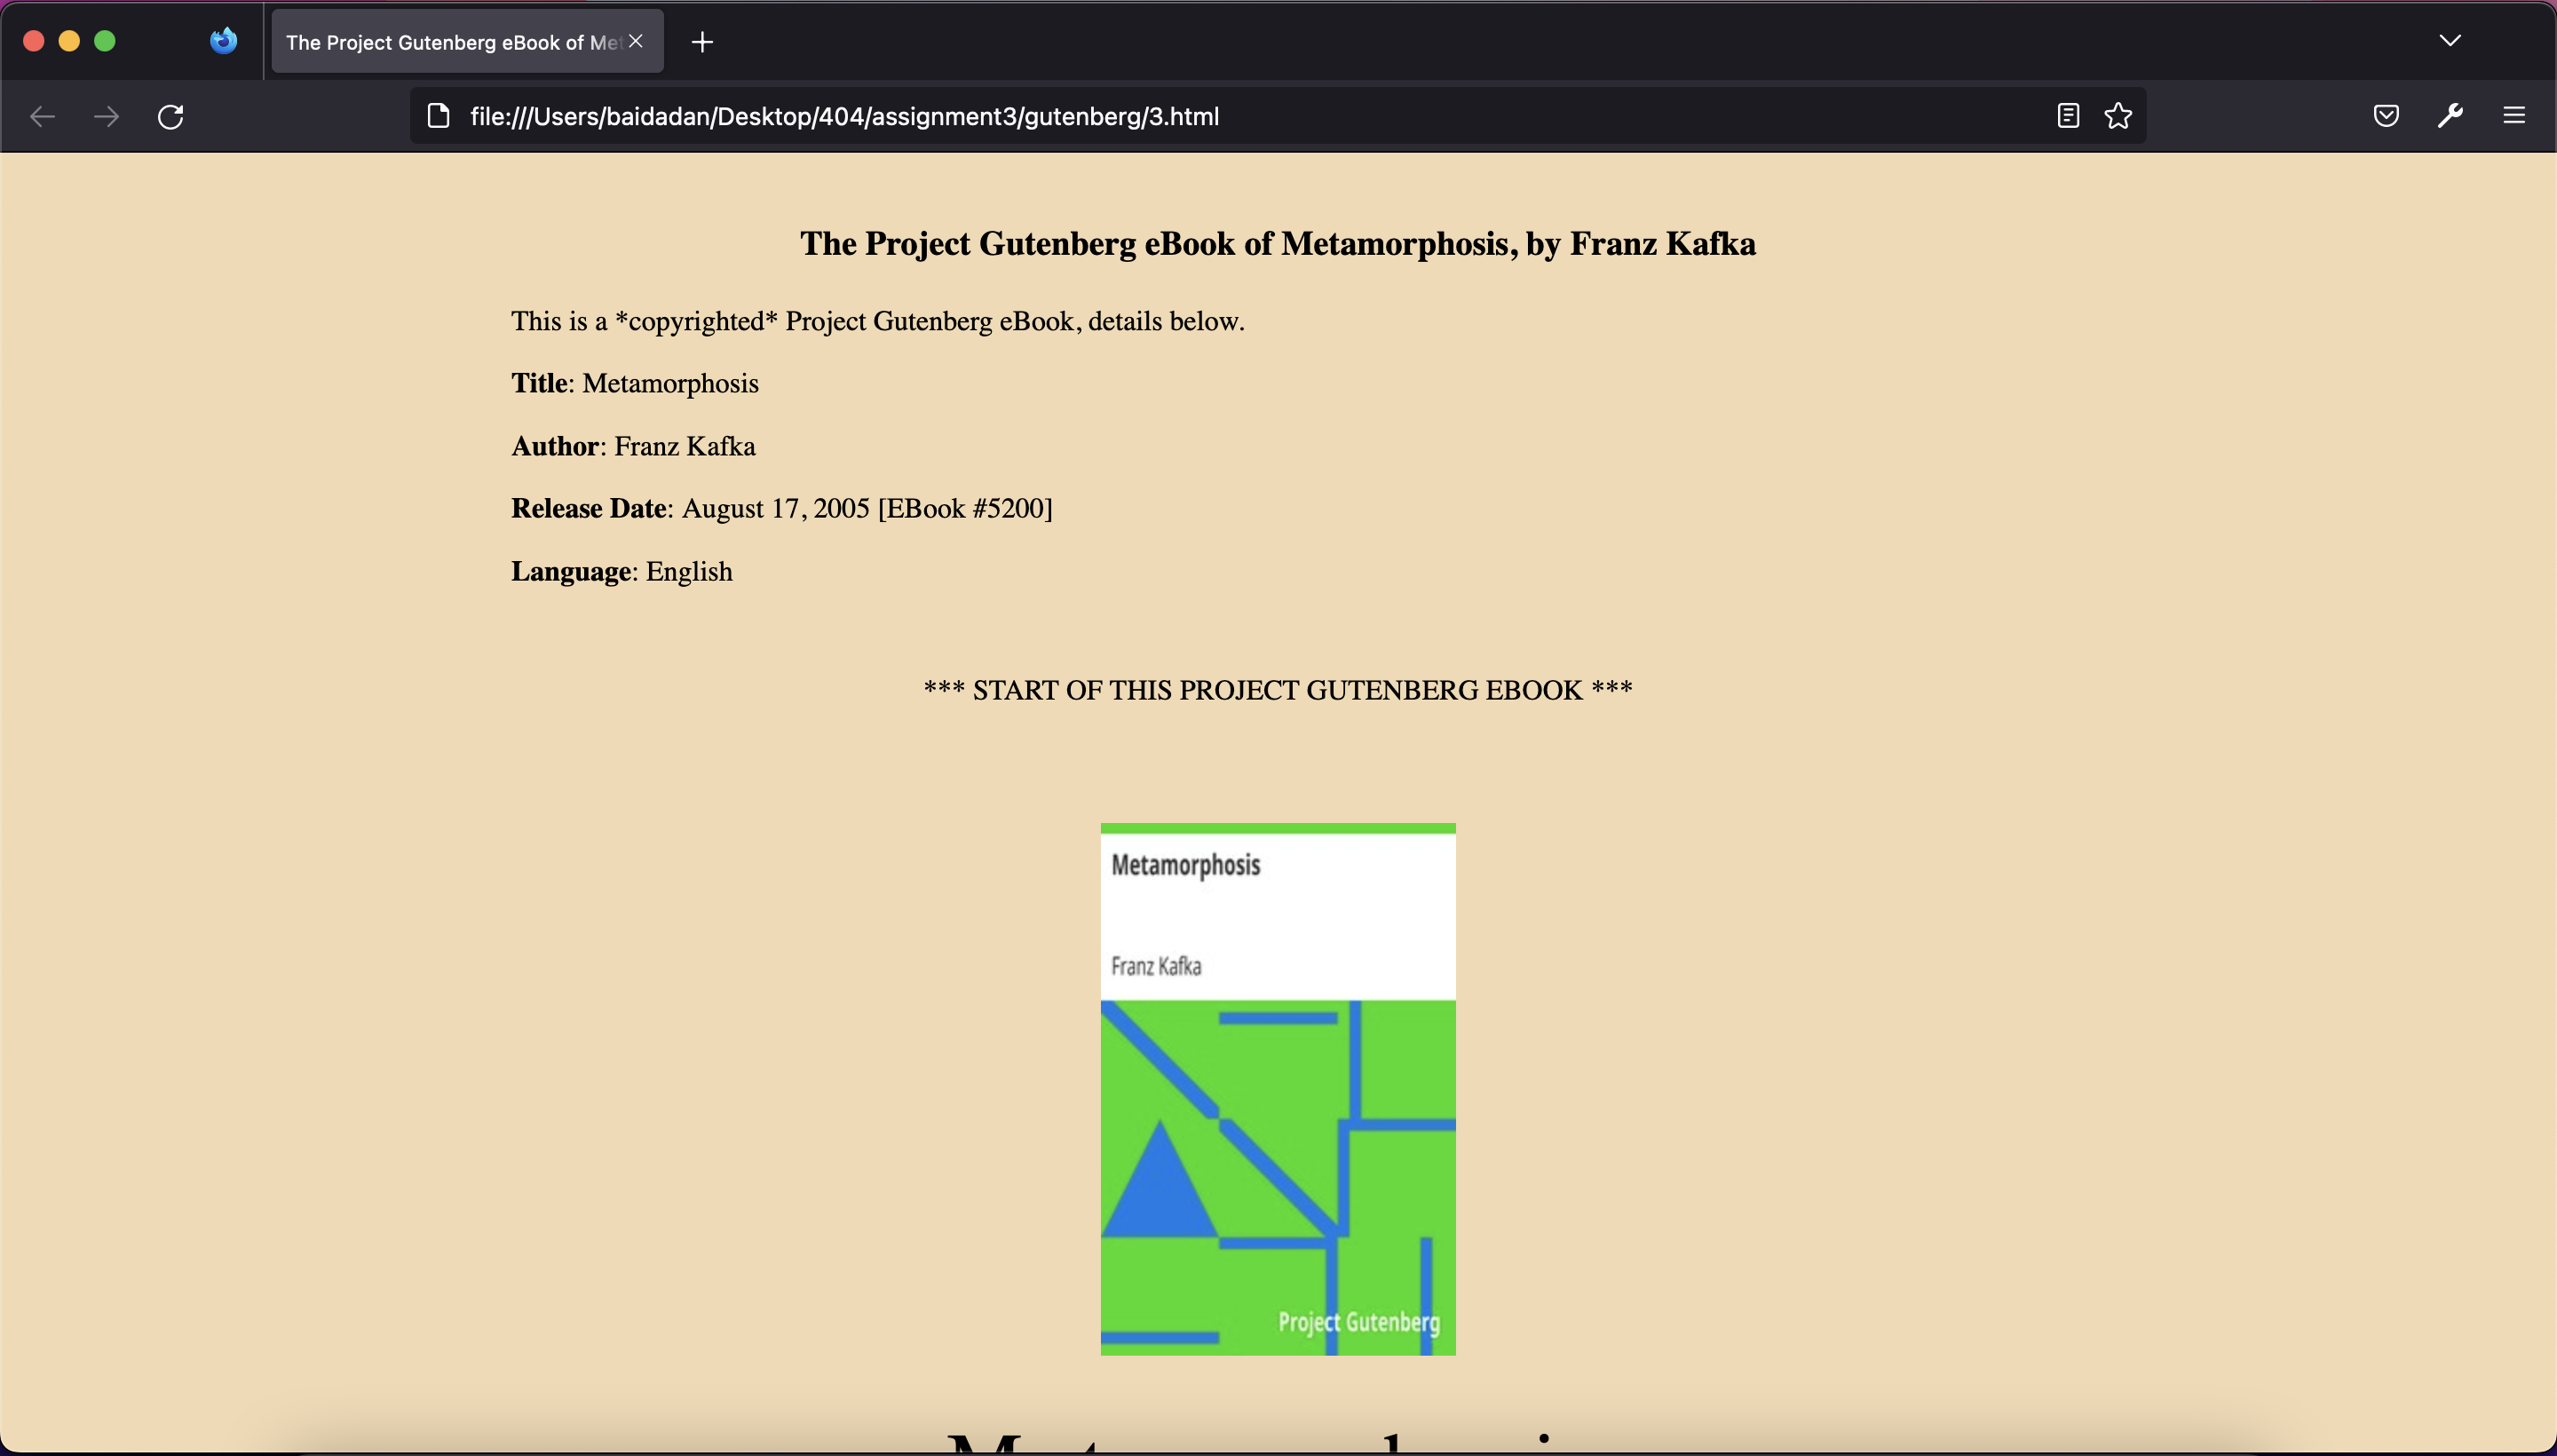 The Project Gutenberg eBook of Met
file:///Users/baidadan/Desktop/404/assignment3/gutenberg/3.html
The Project Gutenberg eBook of Metamorphosis, by Franz Kafka
This is a *copyrighted* Project Gutenberg eBook, details below.
Title: Metamorphosis
Author: Franz Kafka
Release Date: August 17, 2005 [EBook #5200]
Language: English
*** START OF THIS PROJECT GUTENBERG EBOOK ***
Metamorphosis
Franz Kafka
Project Gutenberg